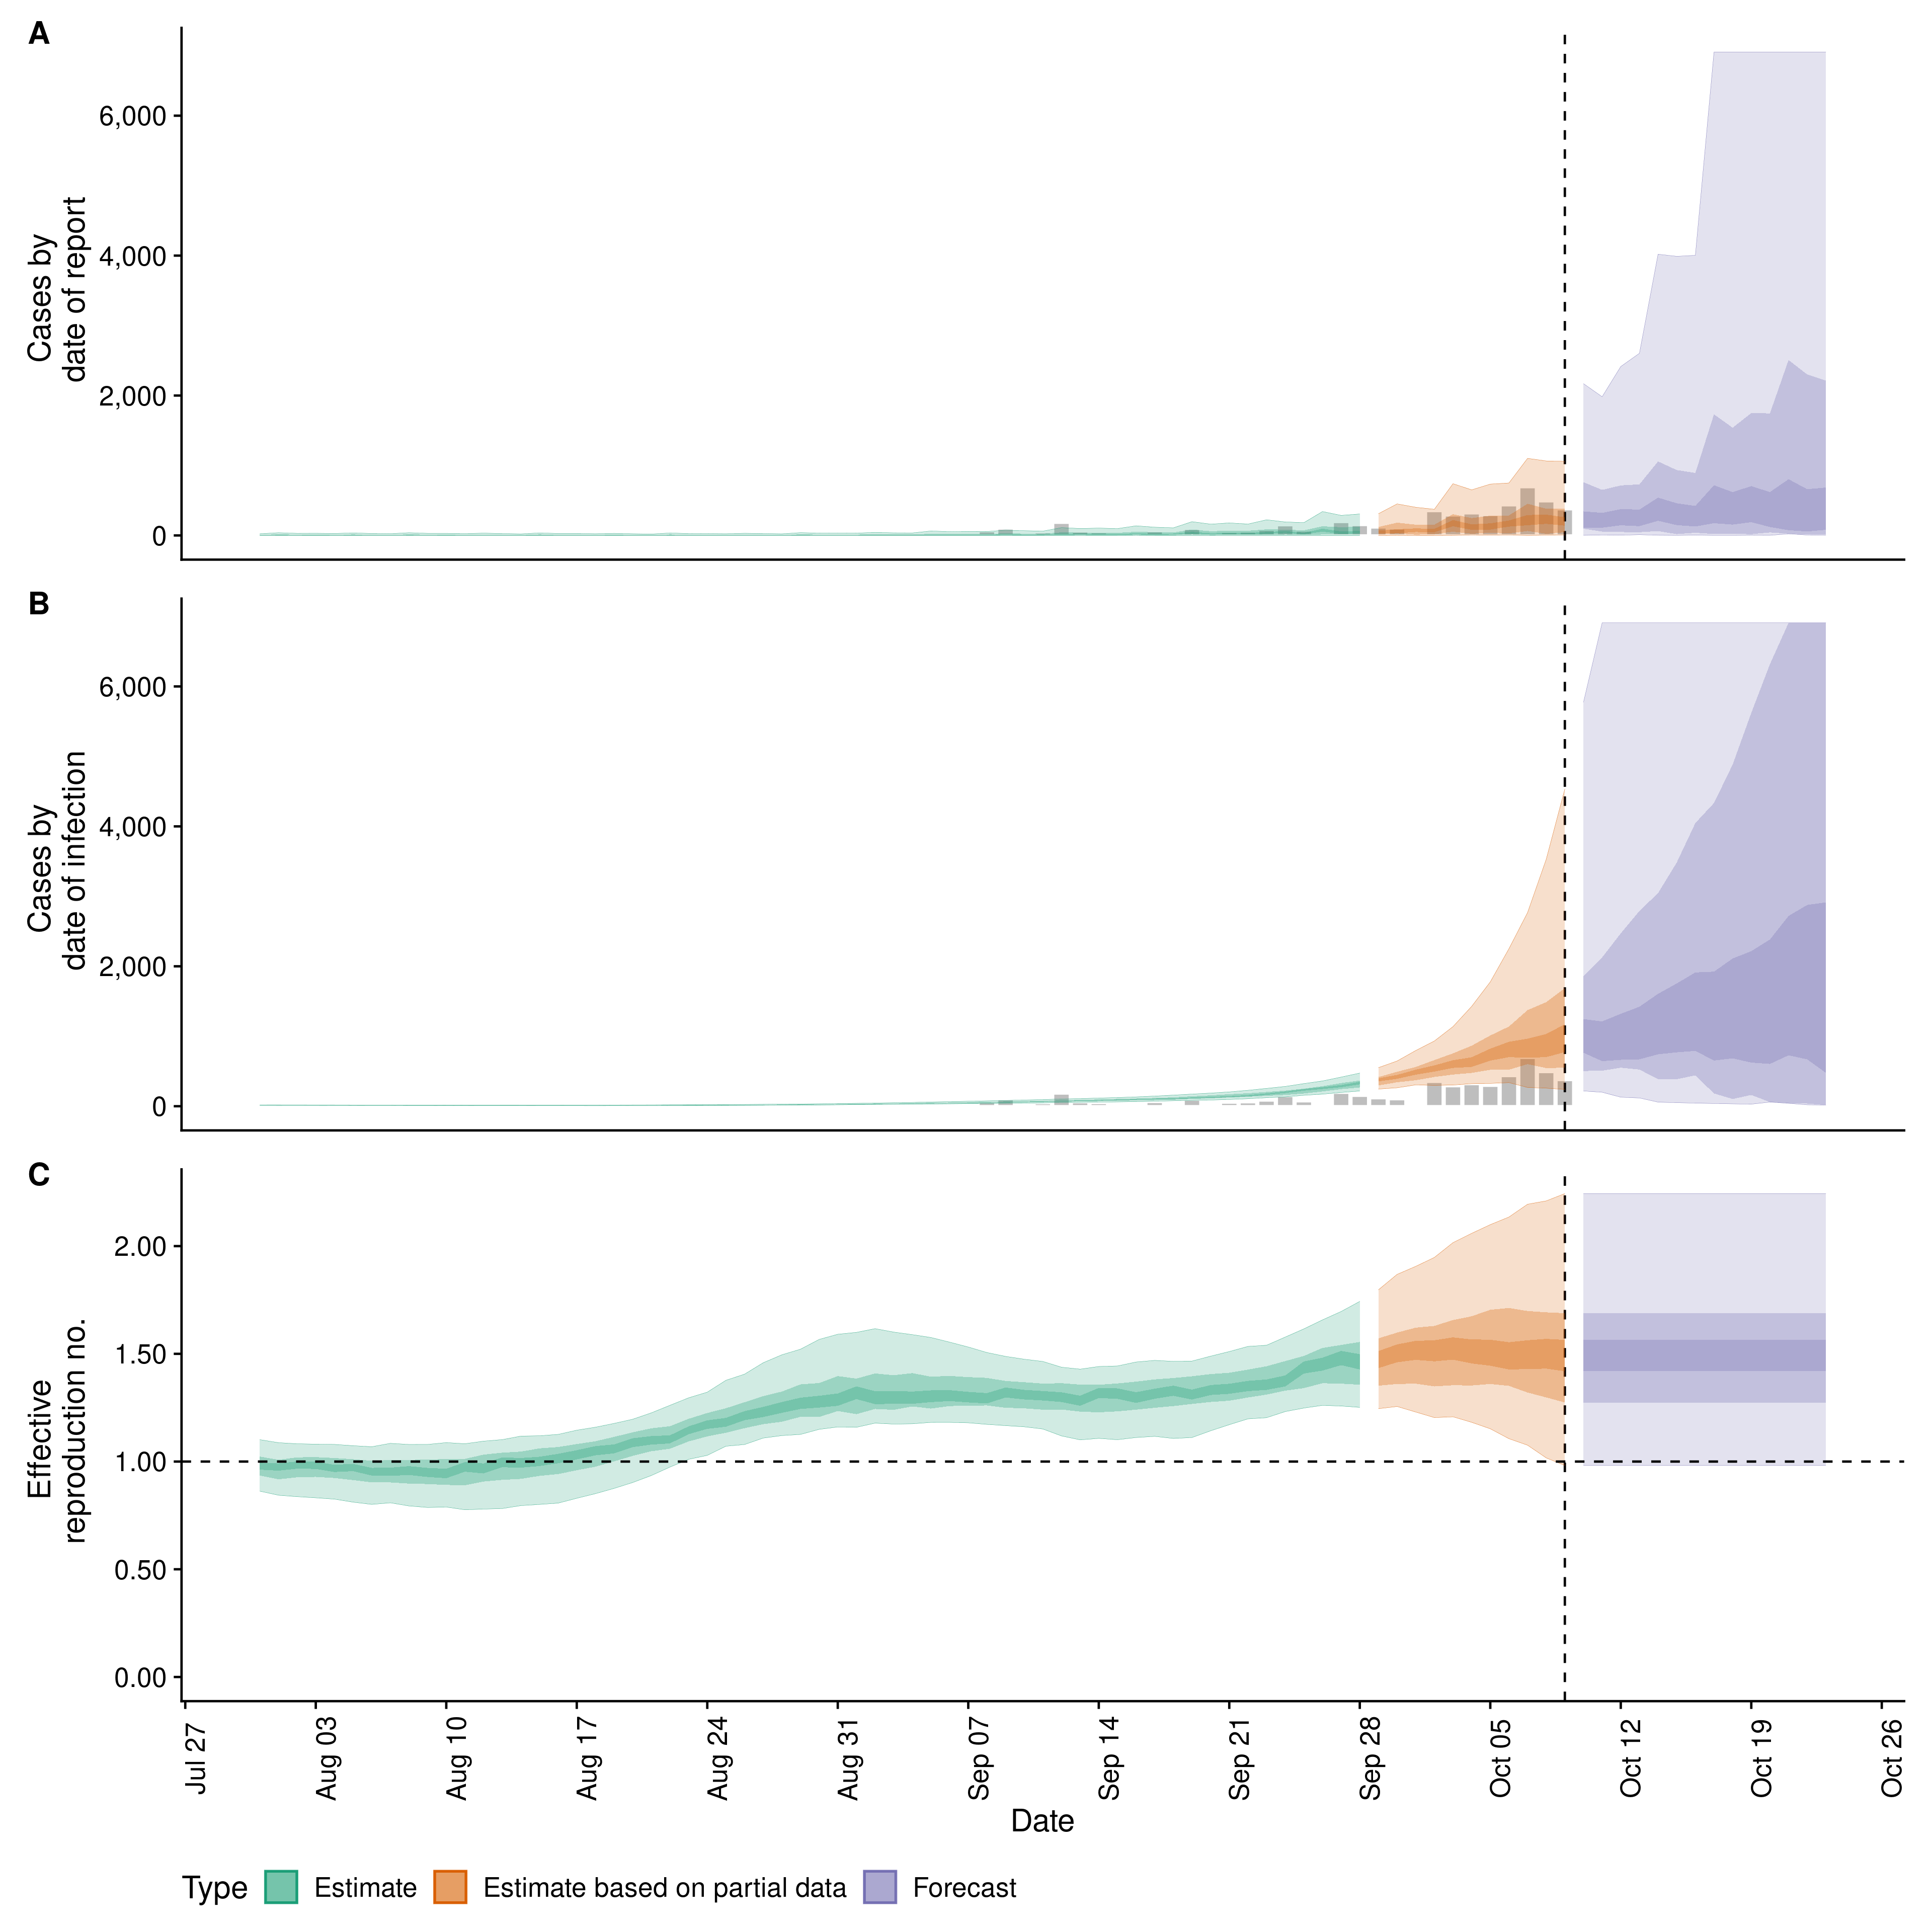 A
Cases by
date of report
6,000
4,000
2,000
0
B
Cases by
date of infection
6,000
4,000
2,000
0
C
Effective
reproduction no.
2.00
1.50
1.00
0.50
0.00
Jul 27
Aug 03
Aug 10
Aug 17
Aug 24
Aug 31
Sep 07
Sep 14
Sep 21
Sep 28
Oct 05
Oct 12
Oct 19
Oct 26
Date
Type Estimate Estimate based on partial data Forecast